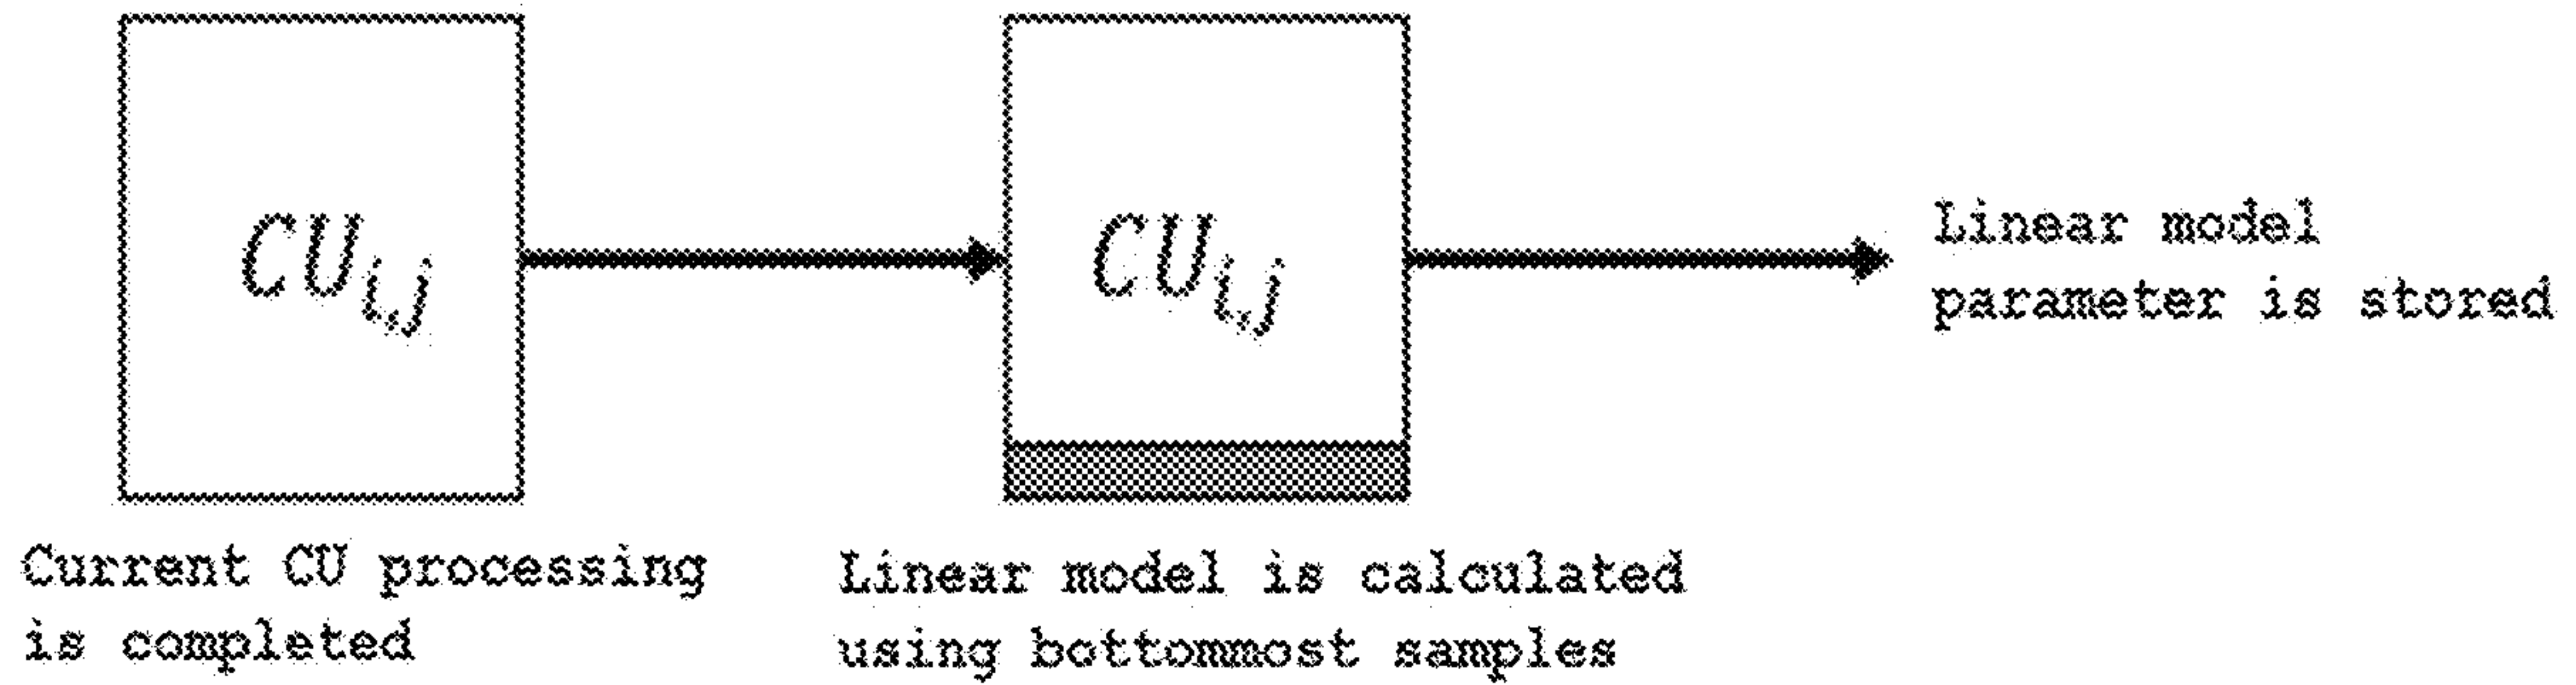 CU_{i,j}
CU_{i,j}
Linear model
parameter is stored
Current CU processing
is completed
Linear model is calculated
using bottommost samples